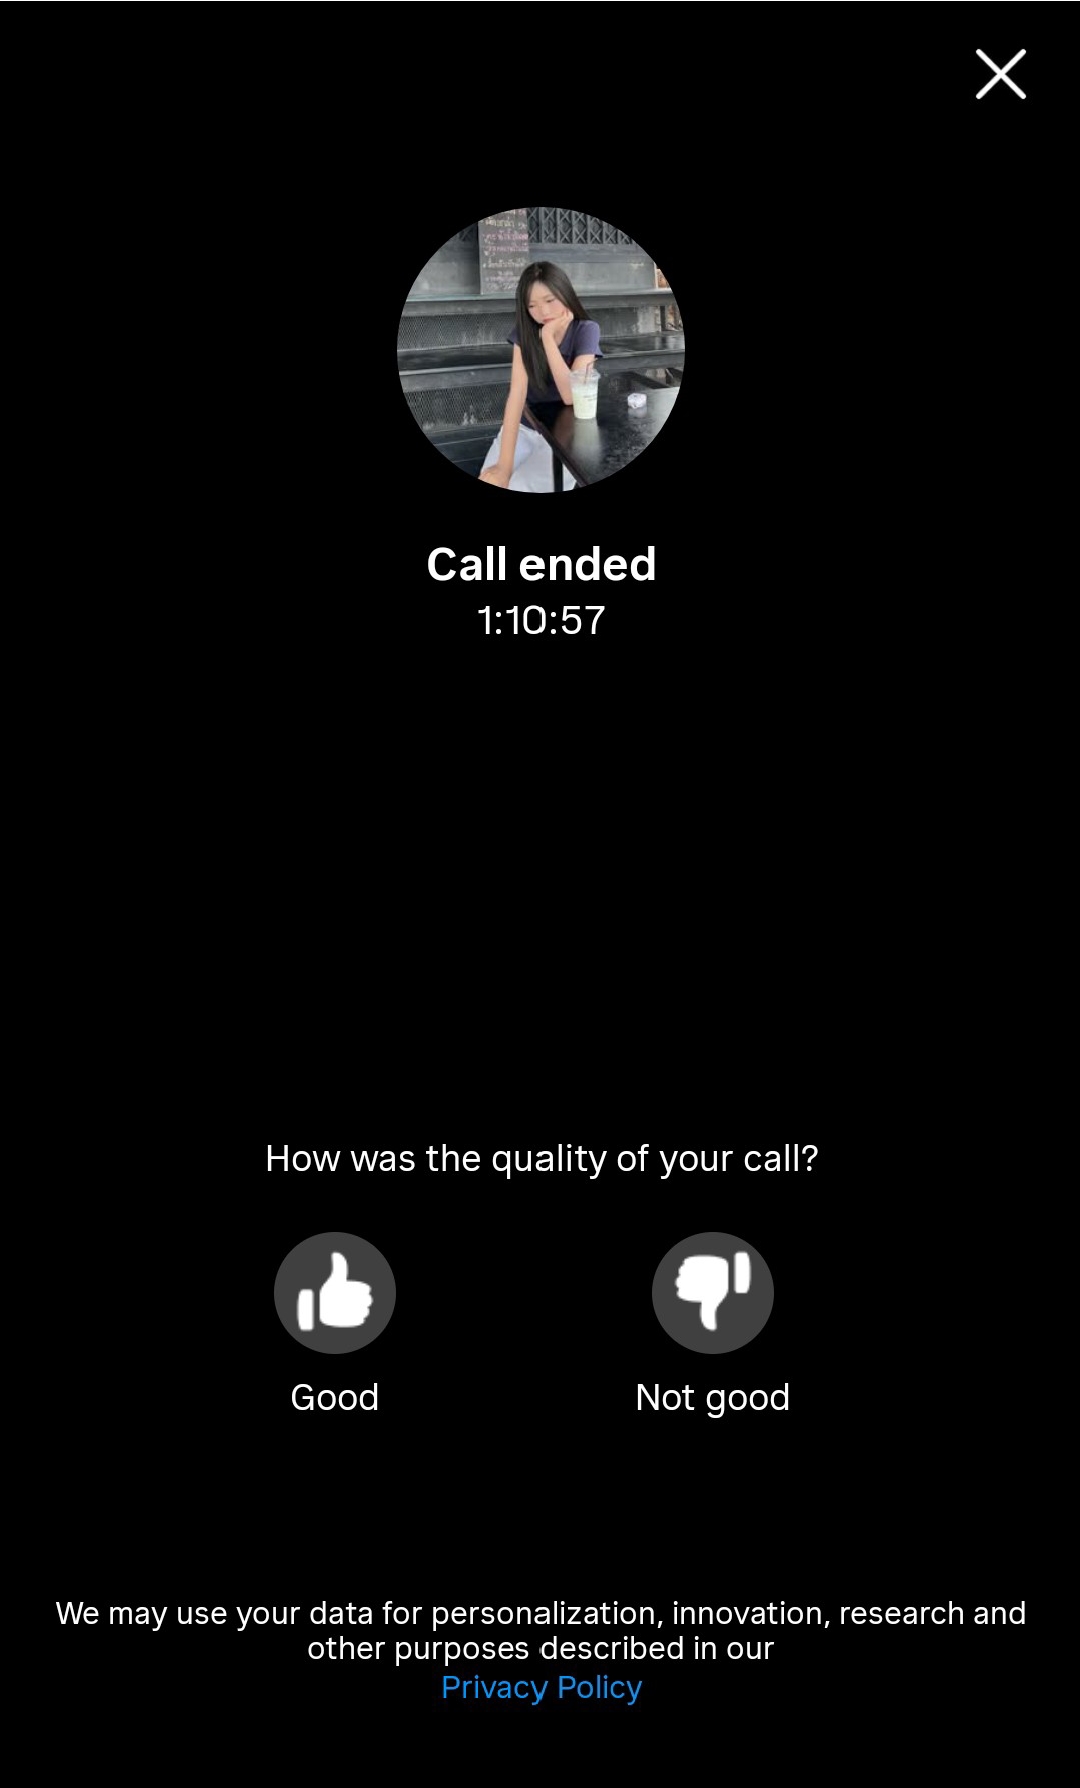 Call ended
1:10:57
How was the quality of your call?
Good
Not good
We may use your data for personalization, innovation, research and
other purposes described in our
Privacy Policy